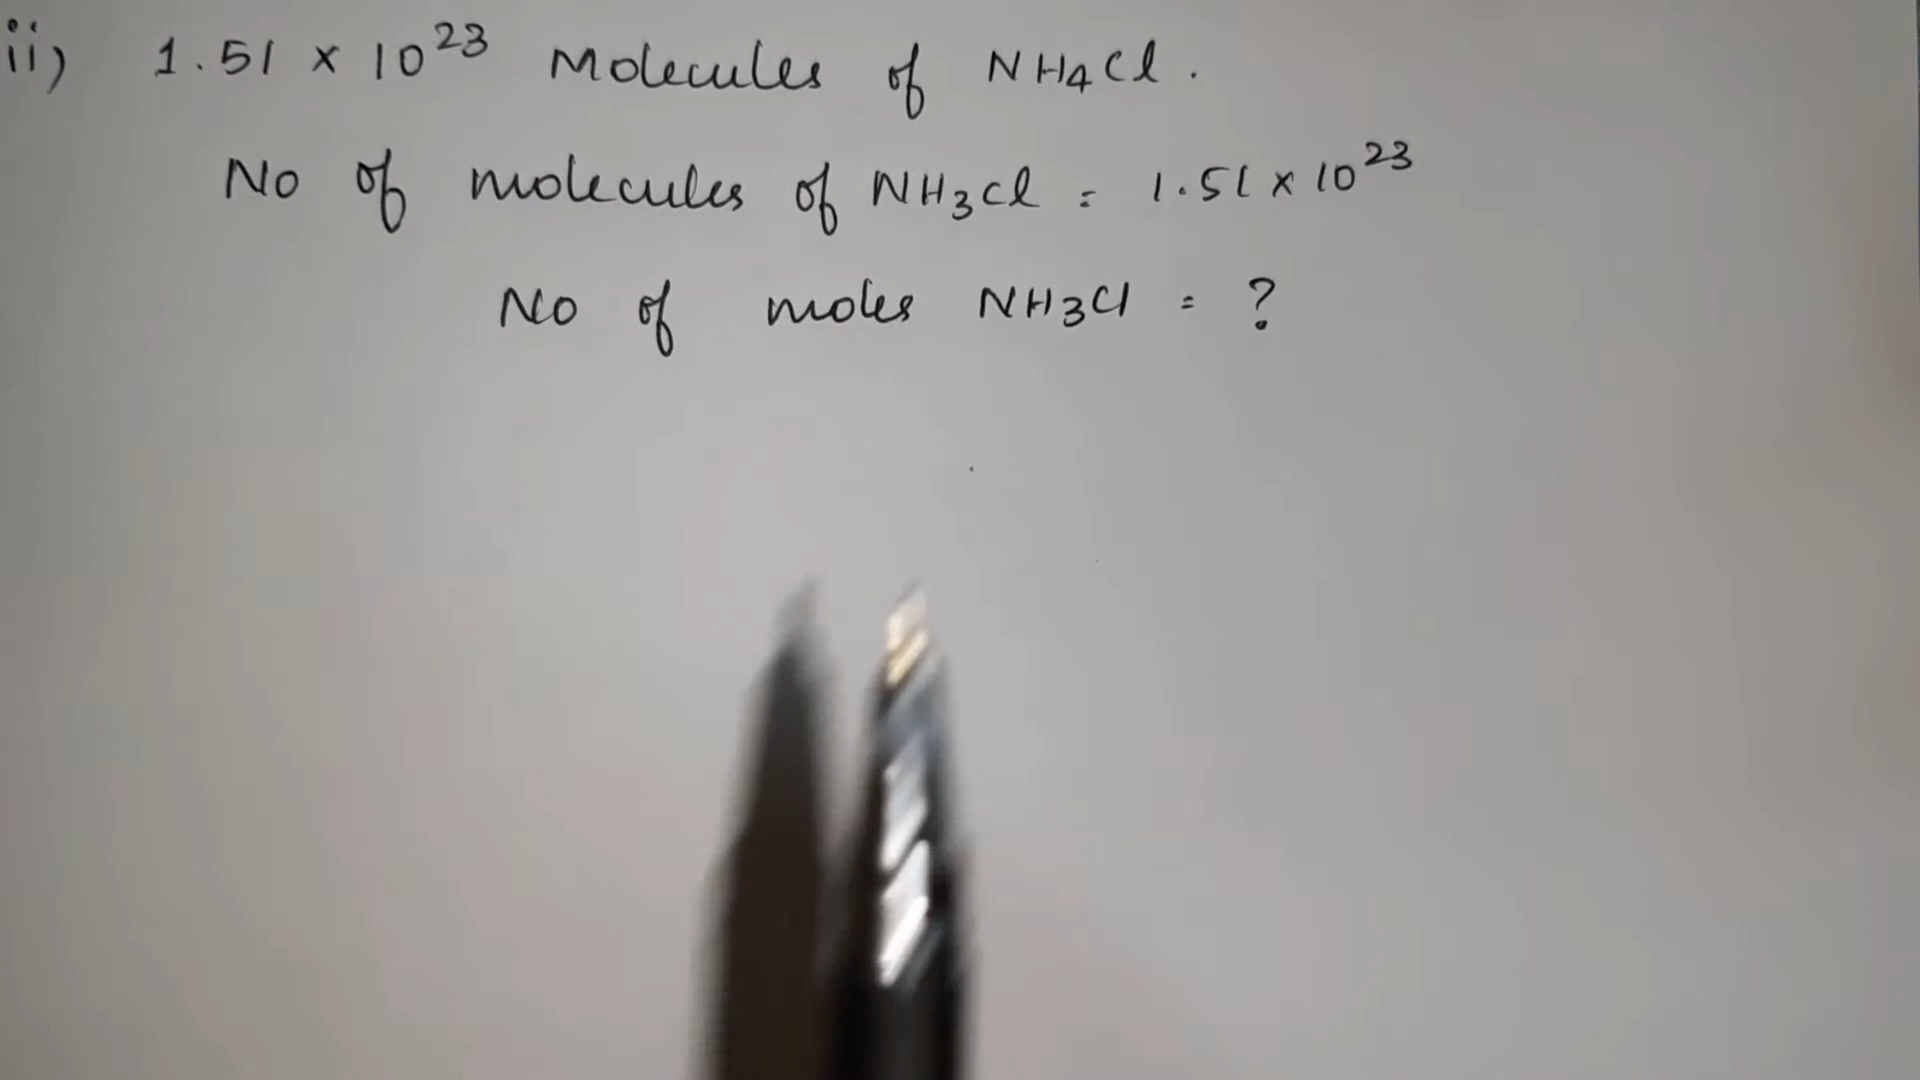 ii) 1.51 x 10²³ Molecules of NH₄Cl.
No of molecules of NH₃Cl = 1.51 x 10²³
No of moles NH₃Cl = ?